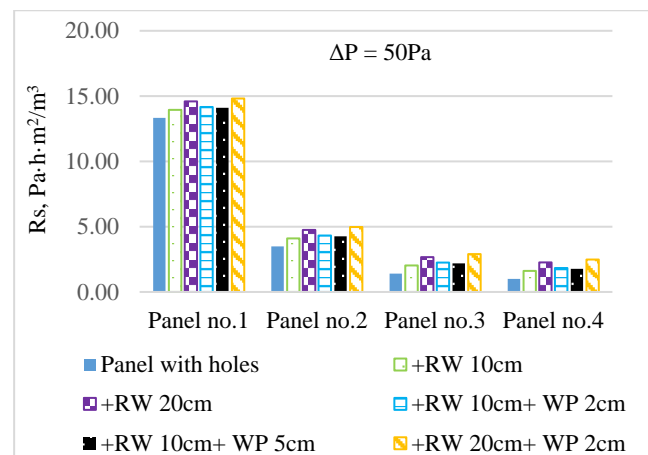 20.00
ΔP = 50Pa
15.00
10.00
5.00
0.00
Rs, Pa·h·m²/m³
Panel no.1 Panel no.2 Panel no.3 Panel no.4
Panel with holes +RW 10cm
+RW 20cm +RW 10cm+ WP 2cm
+RW 10cm+ WP 5cm +RW 20cm+ WP 2cm